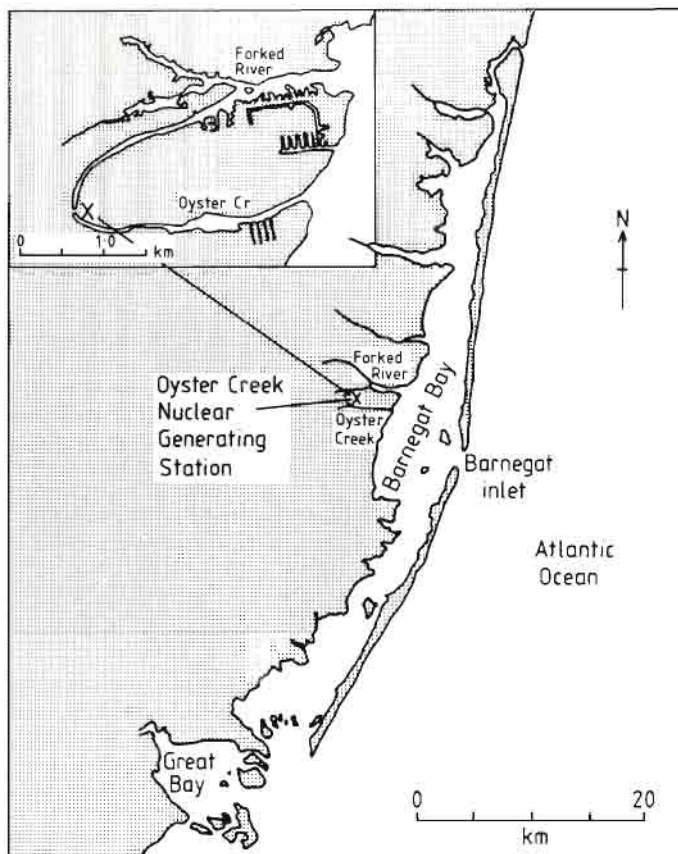 Forked
River
Oyster Cr
X
0 1·0
km
N
Forked
River
Oyster Creek
Nuclear
Generating
Station
X
Oyster
Creek
Barnegat Bay
Barnegat
inlet
Atlantic
Ocean
Great
Bay
0 20
km